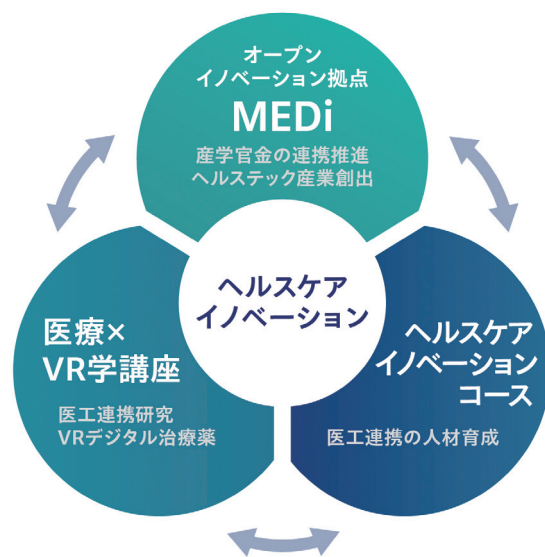 オープン
イノベーション拠点
MEDi
産学官金の連携推進
ヘルステック産業創出
ヘルスケア
イノベーション
医療×
VR学講座
医工連携研究
VRデジタル治療薬
ヘルスケア
イノベーション
コース
医工連携の人材育成